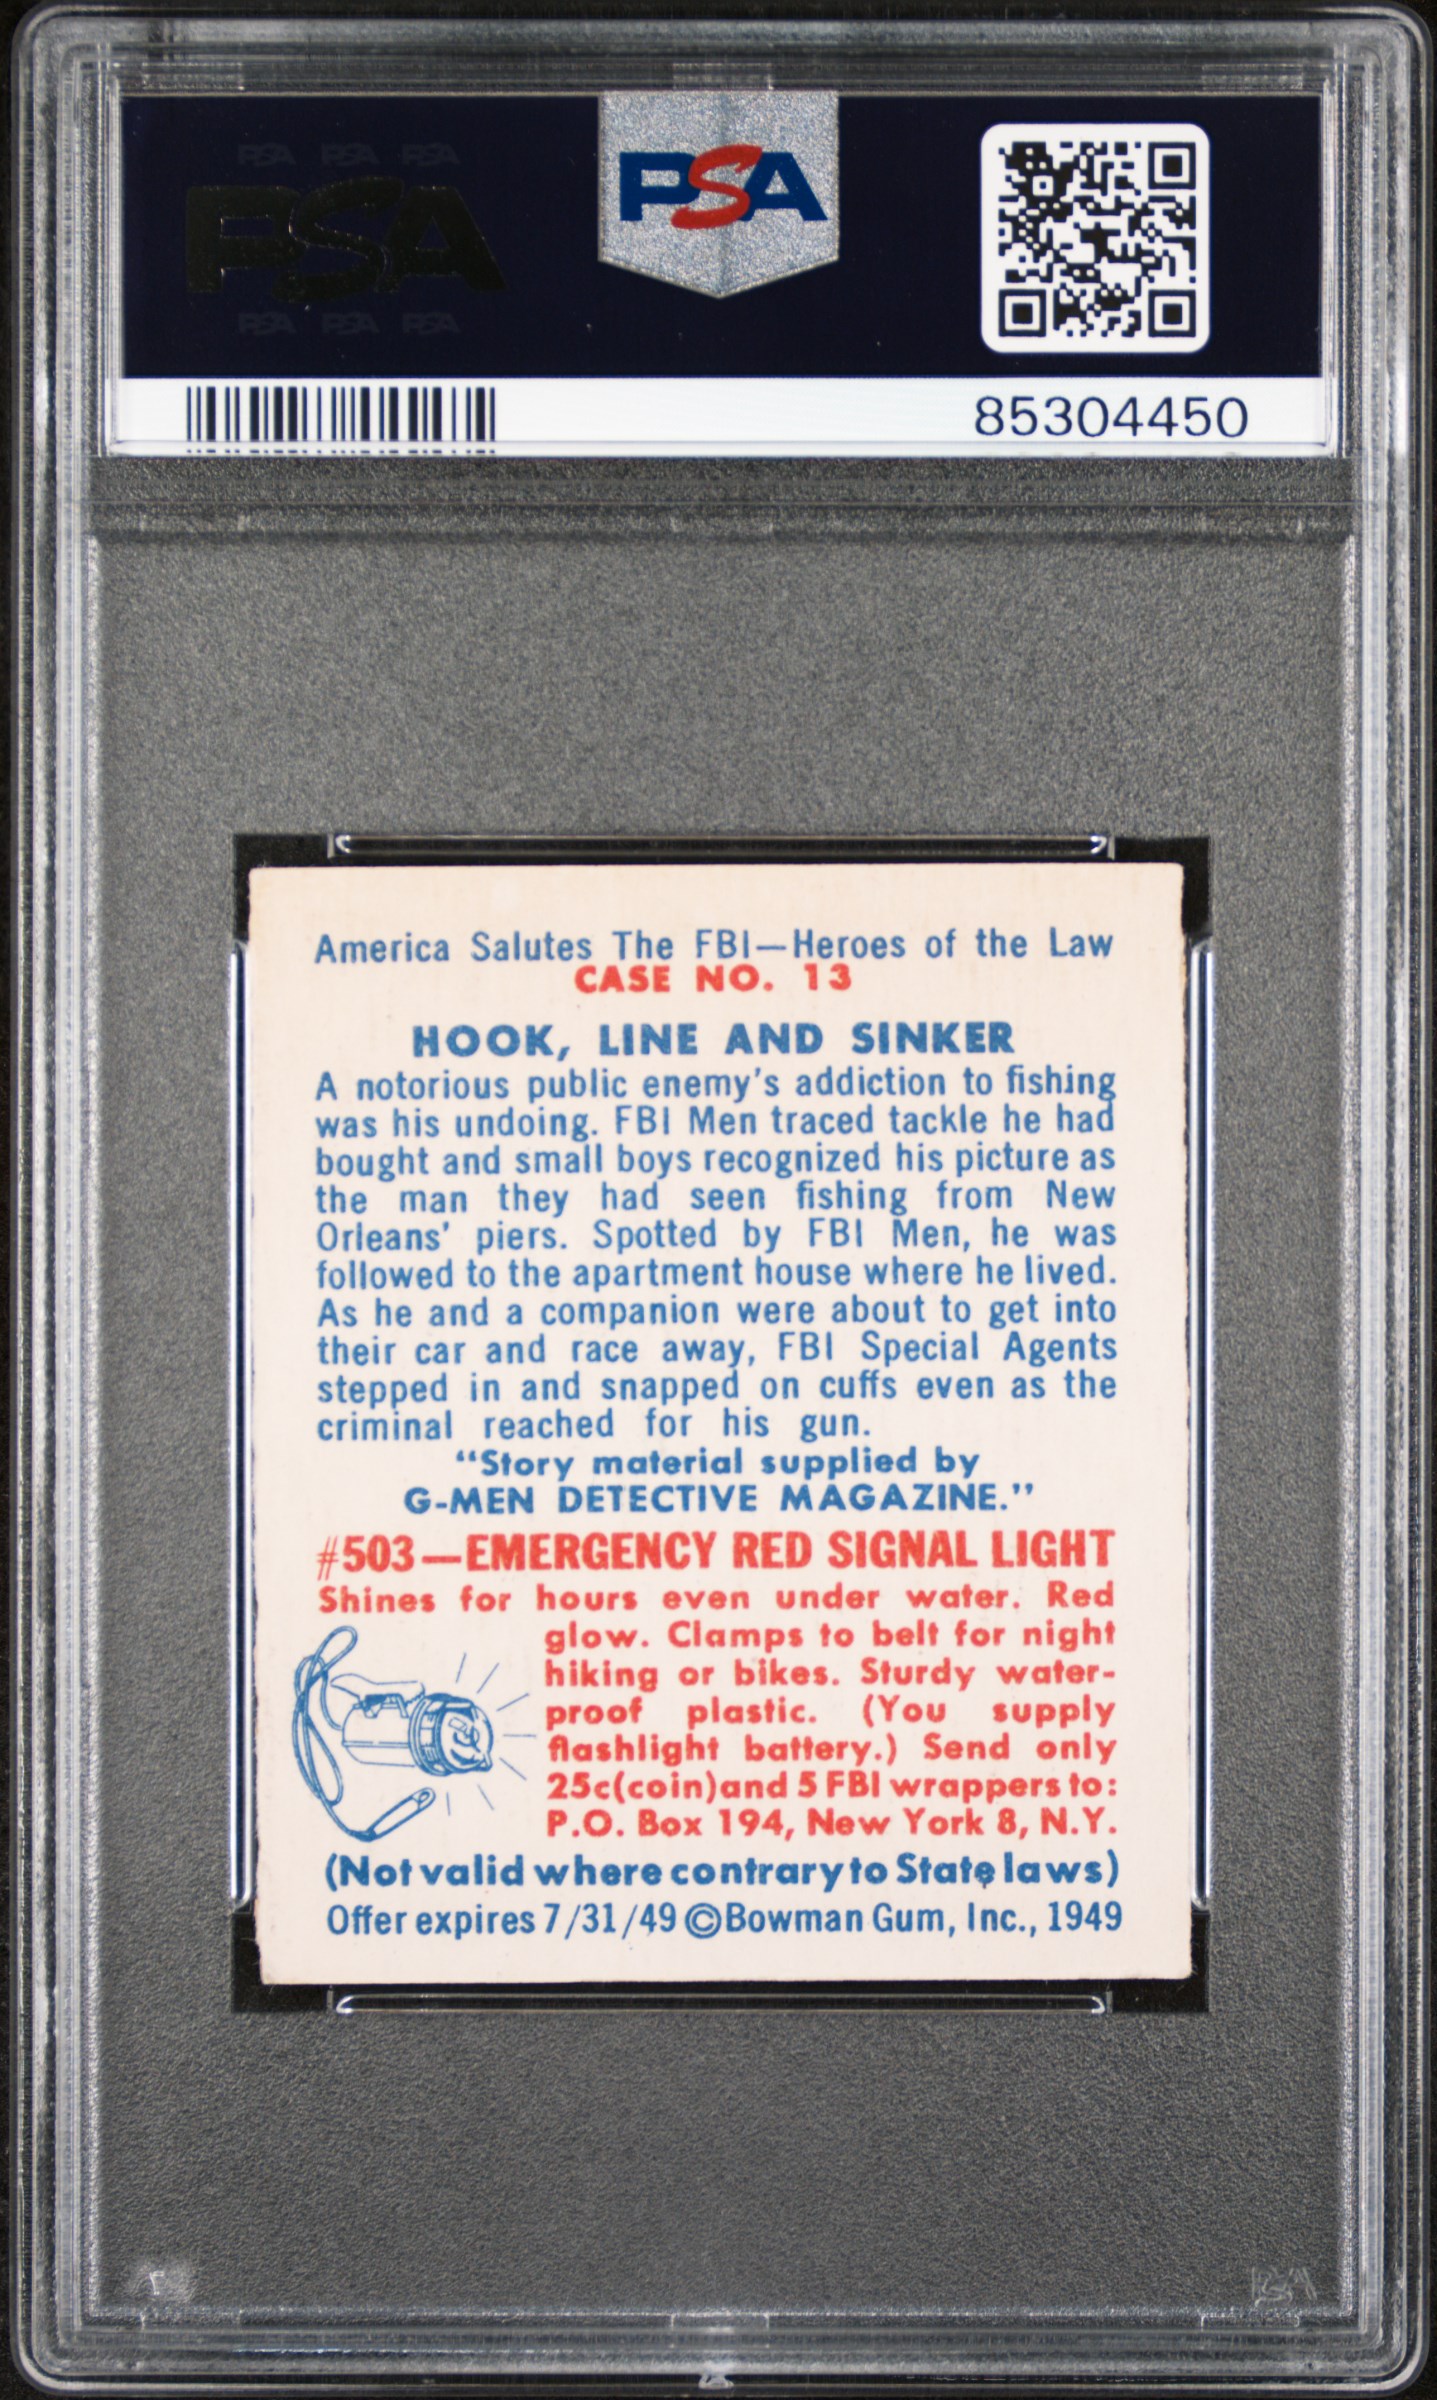 PSA PSA PSA
PSA
PSA PSA PSA
PSA
85304450
America Salutes The FBI—Heroes of the Law
CASE NO. 13
HOOK, LINE AND SINKER
A notorious public enemy's addiction to fishing
was his undoing. FBI Men traced tackle he had
bought and small boys recognized his picture as
the man they had seen fishing from New
Orleans' piers. Spotted by FBI Men, he was
followed to the apartment house where he lived.
As he and a companion were about to get into
their car and race away, FBI Special Agents
stepped in and snapped on cuffs even as the
criminal reached for his gun.
"Story material supplied by
G-MEN DETECTIVE MAGAZINE."
#503—EMERGENCY RED SIGNAL LIGHT
Shines for hours even under water. Red
glow. Clamps to belt for night
hiking or bikes. Sturdy water-
proof plastic. (You supply
flashlight battery.) Send only
25c(coin)and 5 FBI wrappers to:
P.O. Box 194, New York 8, N.Y.
(Not valid where contrary to State laws)
Offer expires 7/31/49 ©Bowman Gum, Inc., 1949
PSA